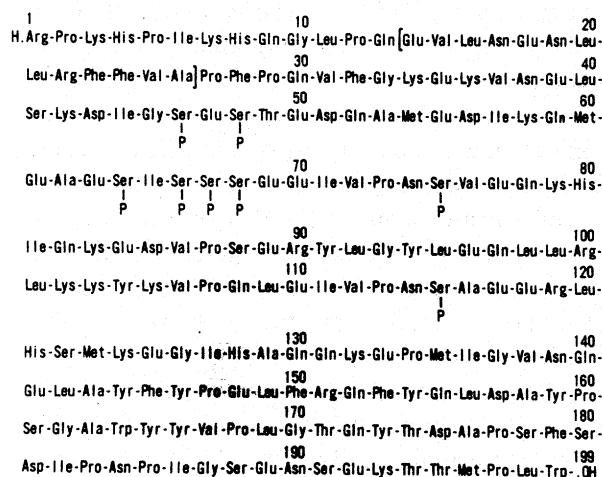 1 10 20
H.Arg-Pro-Lys-His-Pro-Ile-Lys-His-Gln-Gly-Leu-Pro-Gln[Glu-Val-Leu-Asn-Glu-Asn-Leu-
30 40
Leu-Arg-Phe-Phe-Val-Ala]Pro-Phe-Pro-Gln-Val-Phe-Gly-Lys-Glu-Lys-Val-Asn-Glu-Leu-
50 60
Ser-Lys-Asp-Ile-Gly-Ser-Glu-Ser-Thr-Glu-Asp-Gln-Ala-Met-Glu-Asp-Ile-Lys-Gln-Met-
P P
70 80
Glu-Ala-Glu-Ser-Ile-Ser-Ser-Ser-Glu-Glu-Ile-Val-Pro-Asn-Ser-Val-Glu-Gln-Lys-His-
P P P P P
90 100
Ile-Gln-Lys-Glu-Asp-Val-Pro-Ser-Glu-Arg-Tyr-Leu-Gly-Tyr-Leu-Glu-Gln-Leu-Leu-Arg-
110 120
Leu-Lys-Lys-Tyr-Lys-Val-Pro-Gln-Leu-Glu-Ile-Val-Pro-Asn-Ser-Ala-Glu-Glu-Arg-Leu-
P
130 140
His-Ser-Met-Lys-Glu-Gly-Ile-His-Ala-Gln-Gln-Lys-Glu-Pro-Met-Ile-Gly-Val-Asn-Gln-
150 160
Glu-Leu-Ala-Tyr-Phe-Tyr-Pro-Glu-Leu-Phe-Arg-Gln-Phe-Tyr-Gln-Leu-Asp-Ala-Tyr-Pro-
170 180
Ser-Gly-Ala-Trp-Tyr-Tyr-Val-Pro-Leu-Gly-Thr-Gln-Tyr-Thr-Asp-Ala-Pro-Ser-Phe-Ser-
190 199
Asp-Ile-Pro-Asn-Pro-Ile-Gly-Ser-Glu-Asn-Ser-Glu-Lys-Thr-Thr-Met-Pro-Leu-Trp-.OH